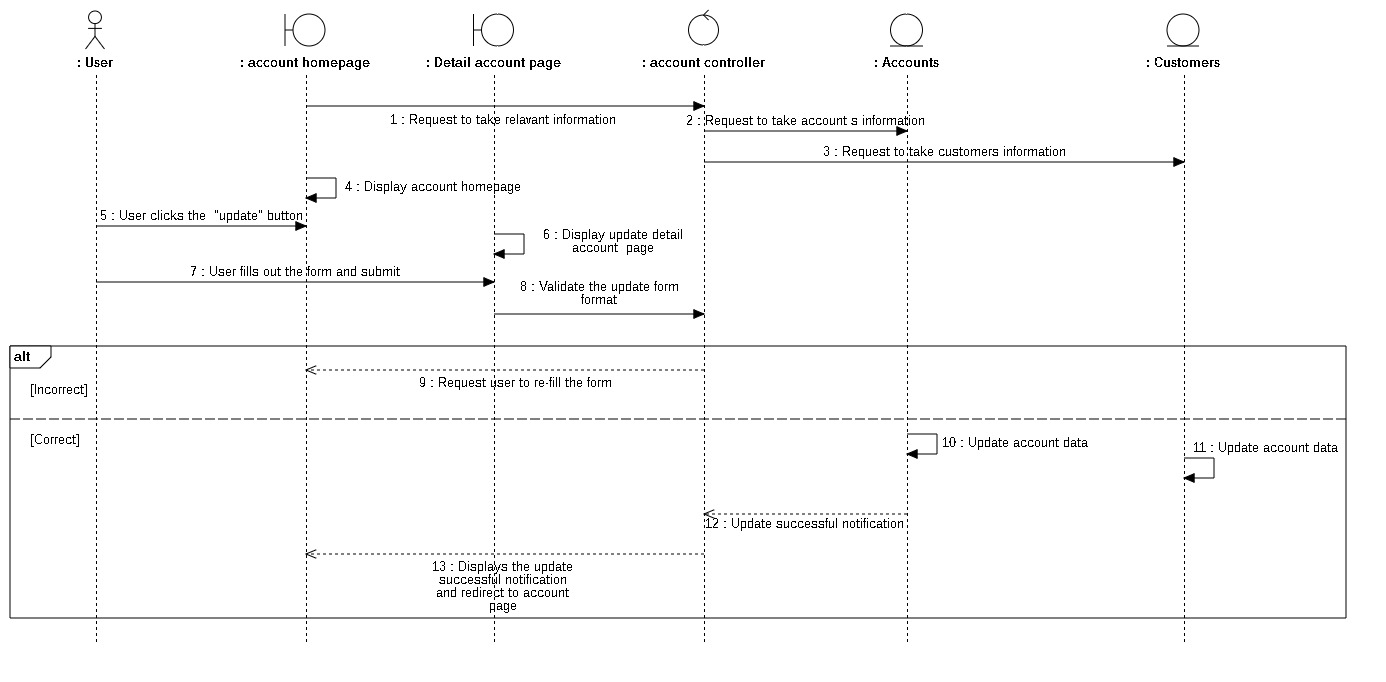 : User
: account homepage
: Detail account page
: account controller
: Accounts
: Customers
1 : Request to take relavant information
2 : Request to take account s information
3 : Request to take customers information
4 : Display account homepage
5 : User clicks the "update" button
6 : Display update detail
account page
7 : User fills out the form and submit
8 : Validate the update form
format
alt
9 : Request user to re-fill the form
[Incorrect]
[Correct]
10 : Update account data
11 : Update account data
12 : Update successful notification
13 : Displays the update
successful notification
and redirect to account
page